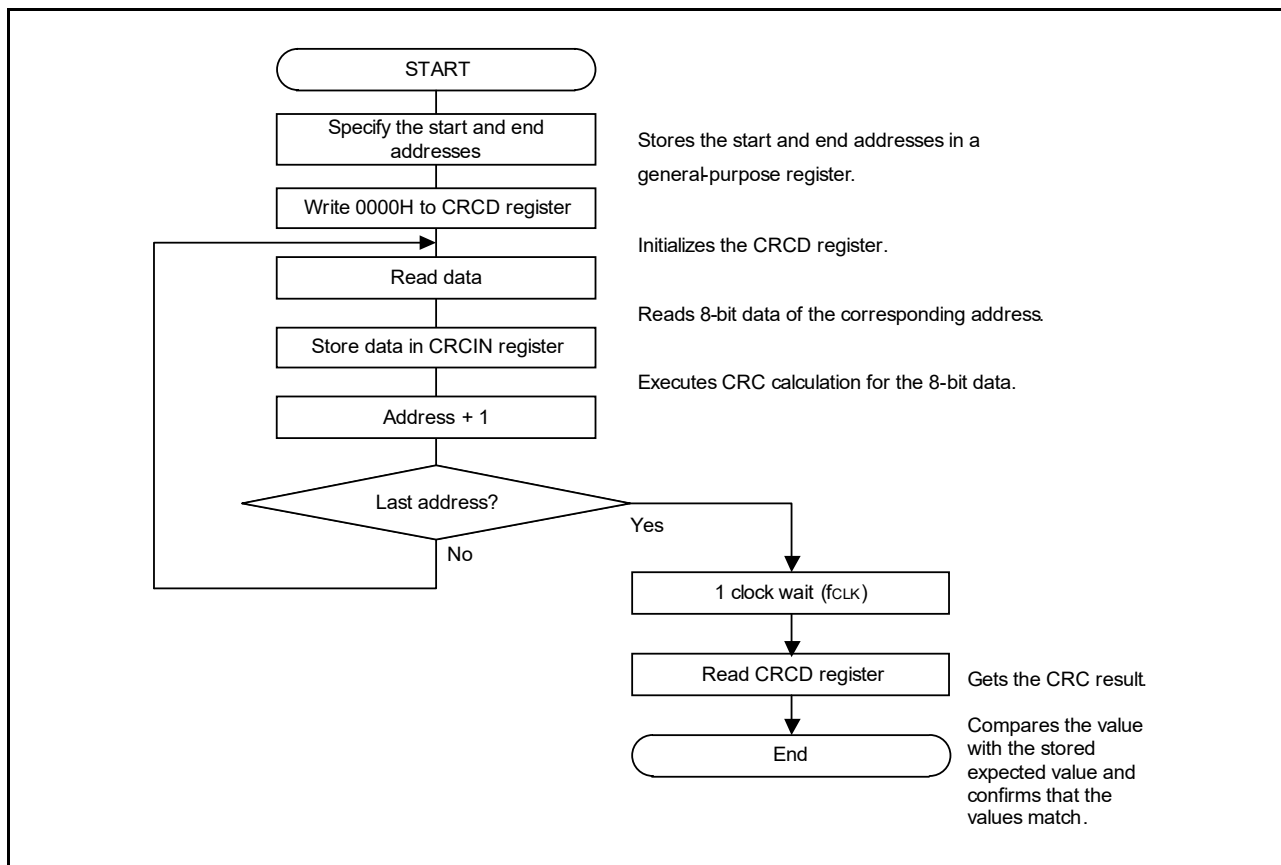 START
Specify the start and end
addresses
Stores the start and end addresses in a
general-purpose register.
Write 0000H to CRCD register
Initializes the CRCD register.
Read data
Reads 8-bit data of the corresponding address.
Store data in CRCIN register
Executes CRC calculation for the 8-bit data.
Address + 1
Last address?
Yes
No
1 clock wait (fCLK)
Read CRCD register
Gets the CRC result.
End
Compares the value
with the stored
expected value and
confirms that the
values match.